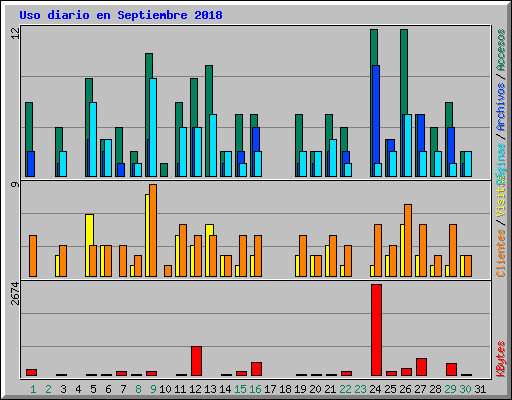 Uso diario en Septiembre 2018
12
9
2674
Accesos
/
Archivos
/
Páginas
Visitas
/
Clientes
KBytes
1 2 3 4 5 6 7 8 9 10 11 12 13 14 15 16 17 18 19 20 21 22 23 24 25 26 27 28 29 30 31